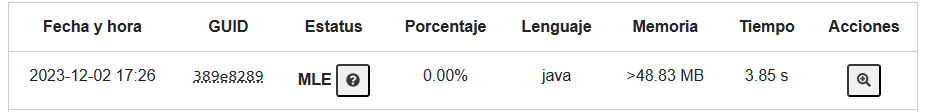 Fecha y hora GUID Estatus Porcentaje Lenguaje Memoria Tiempo Acciones
2023-12-02 17:26 389e8289 MLE ? 0.00% java >48.83 MB 3.85 s